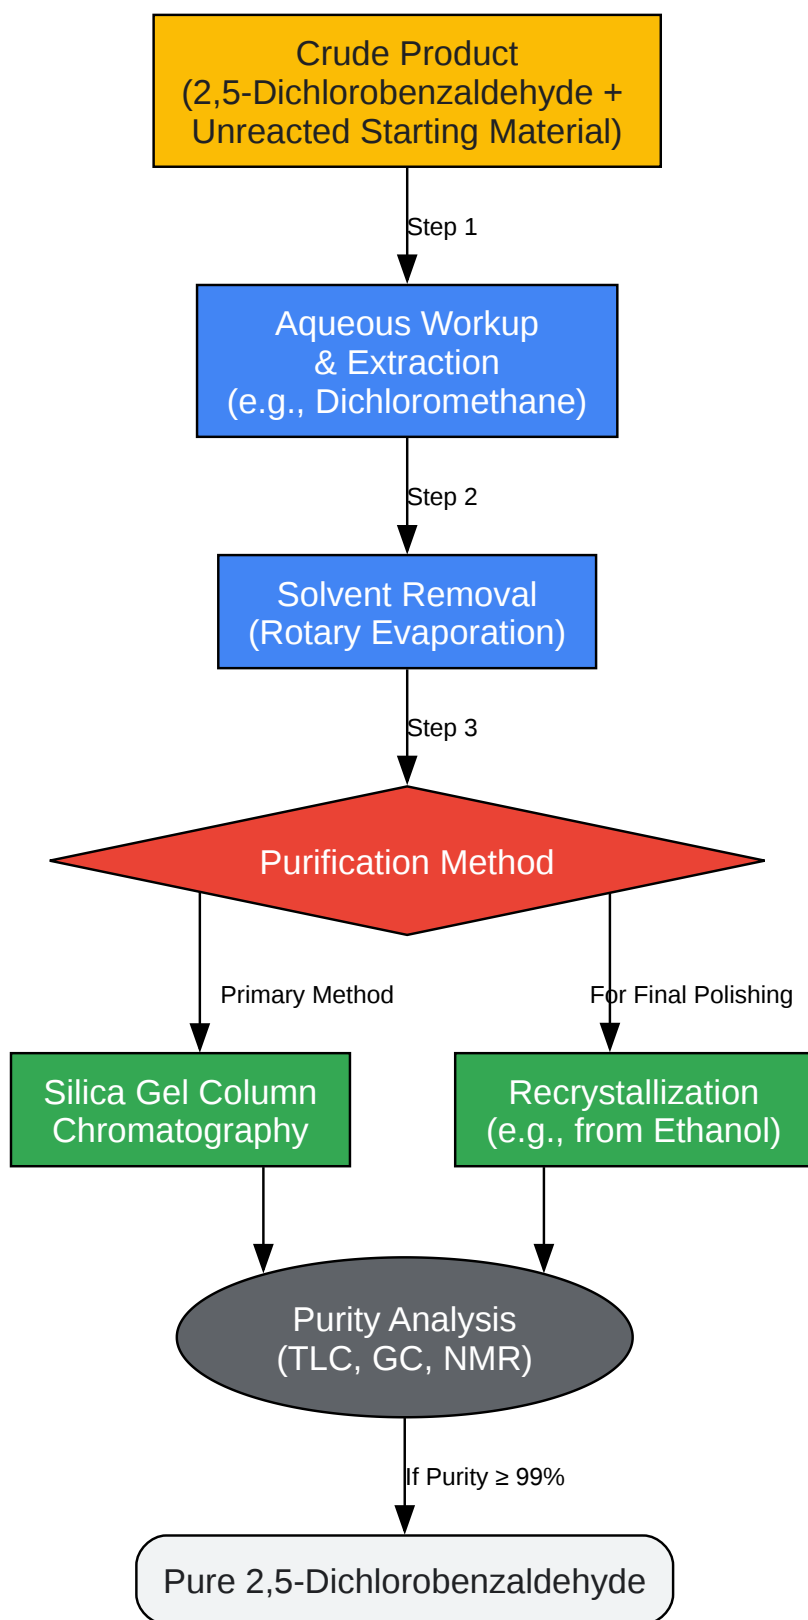 Crude Product
(2,5-Dichlorobenzaldehyde +
Unreacted Starting Material)
Step 1
Aqueous Workup
& Extraction
(e.g., Dichloromethane)
Step 2
Solvent Removal
(Rotary Evaporation)
Step 3
Purification Method
Primary Method
For Final Polishing
Silica Gel Column
Chromatography
Recrystallization
(e.g., from Ethanol)
Purity Analysis
(TLC, GC, NMR)
If Purity ≥ 99%
Pure 2,5-Dichlorobenzaldehyde